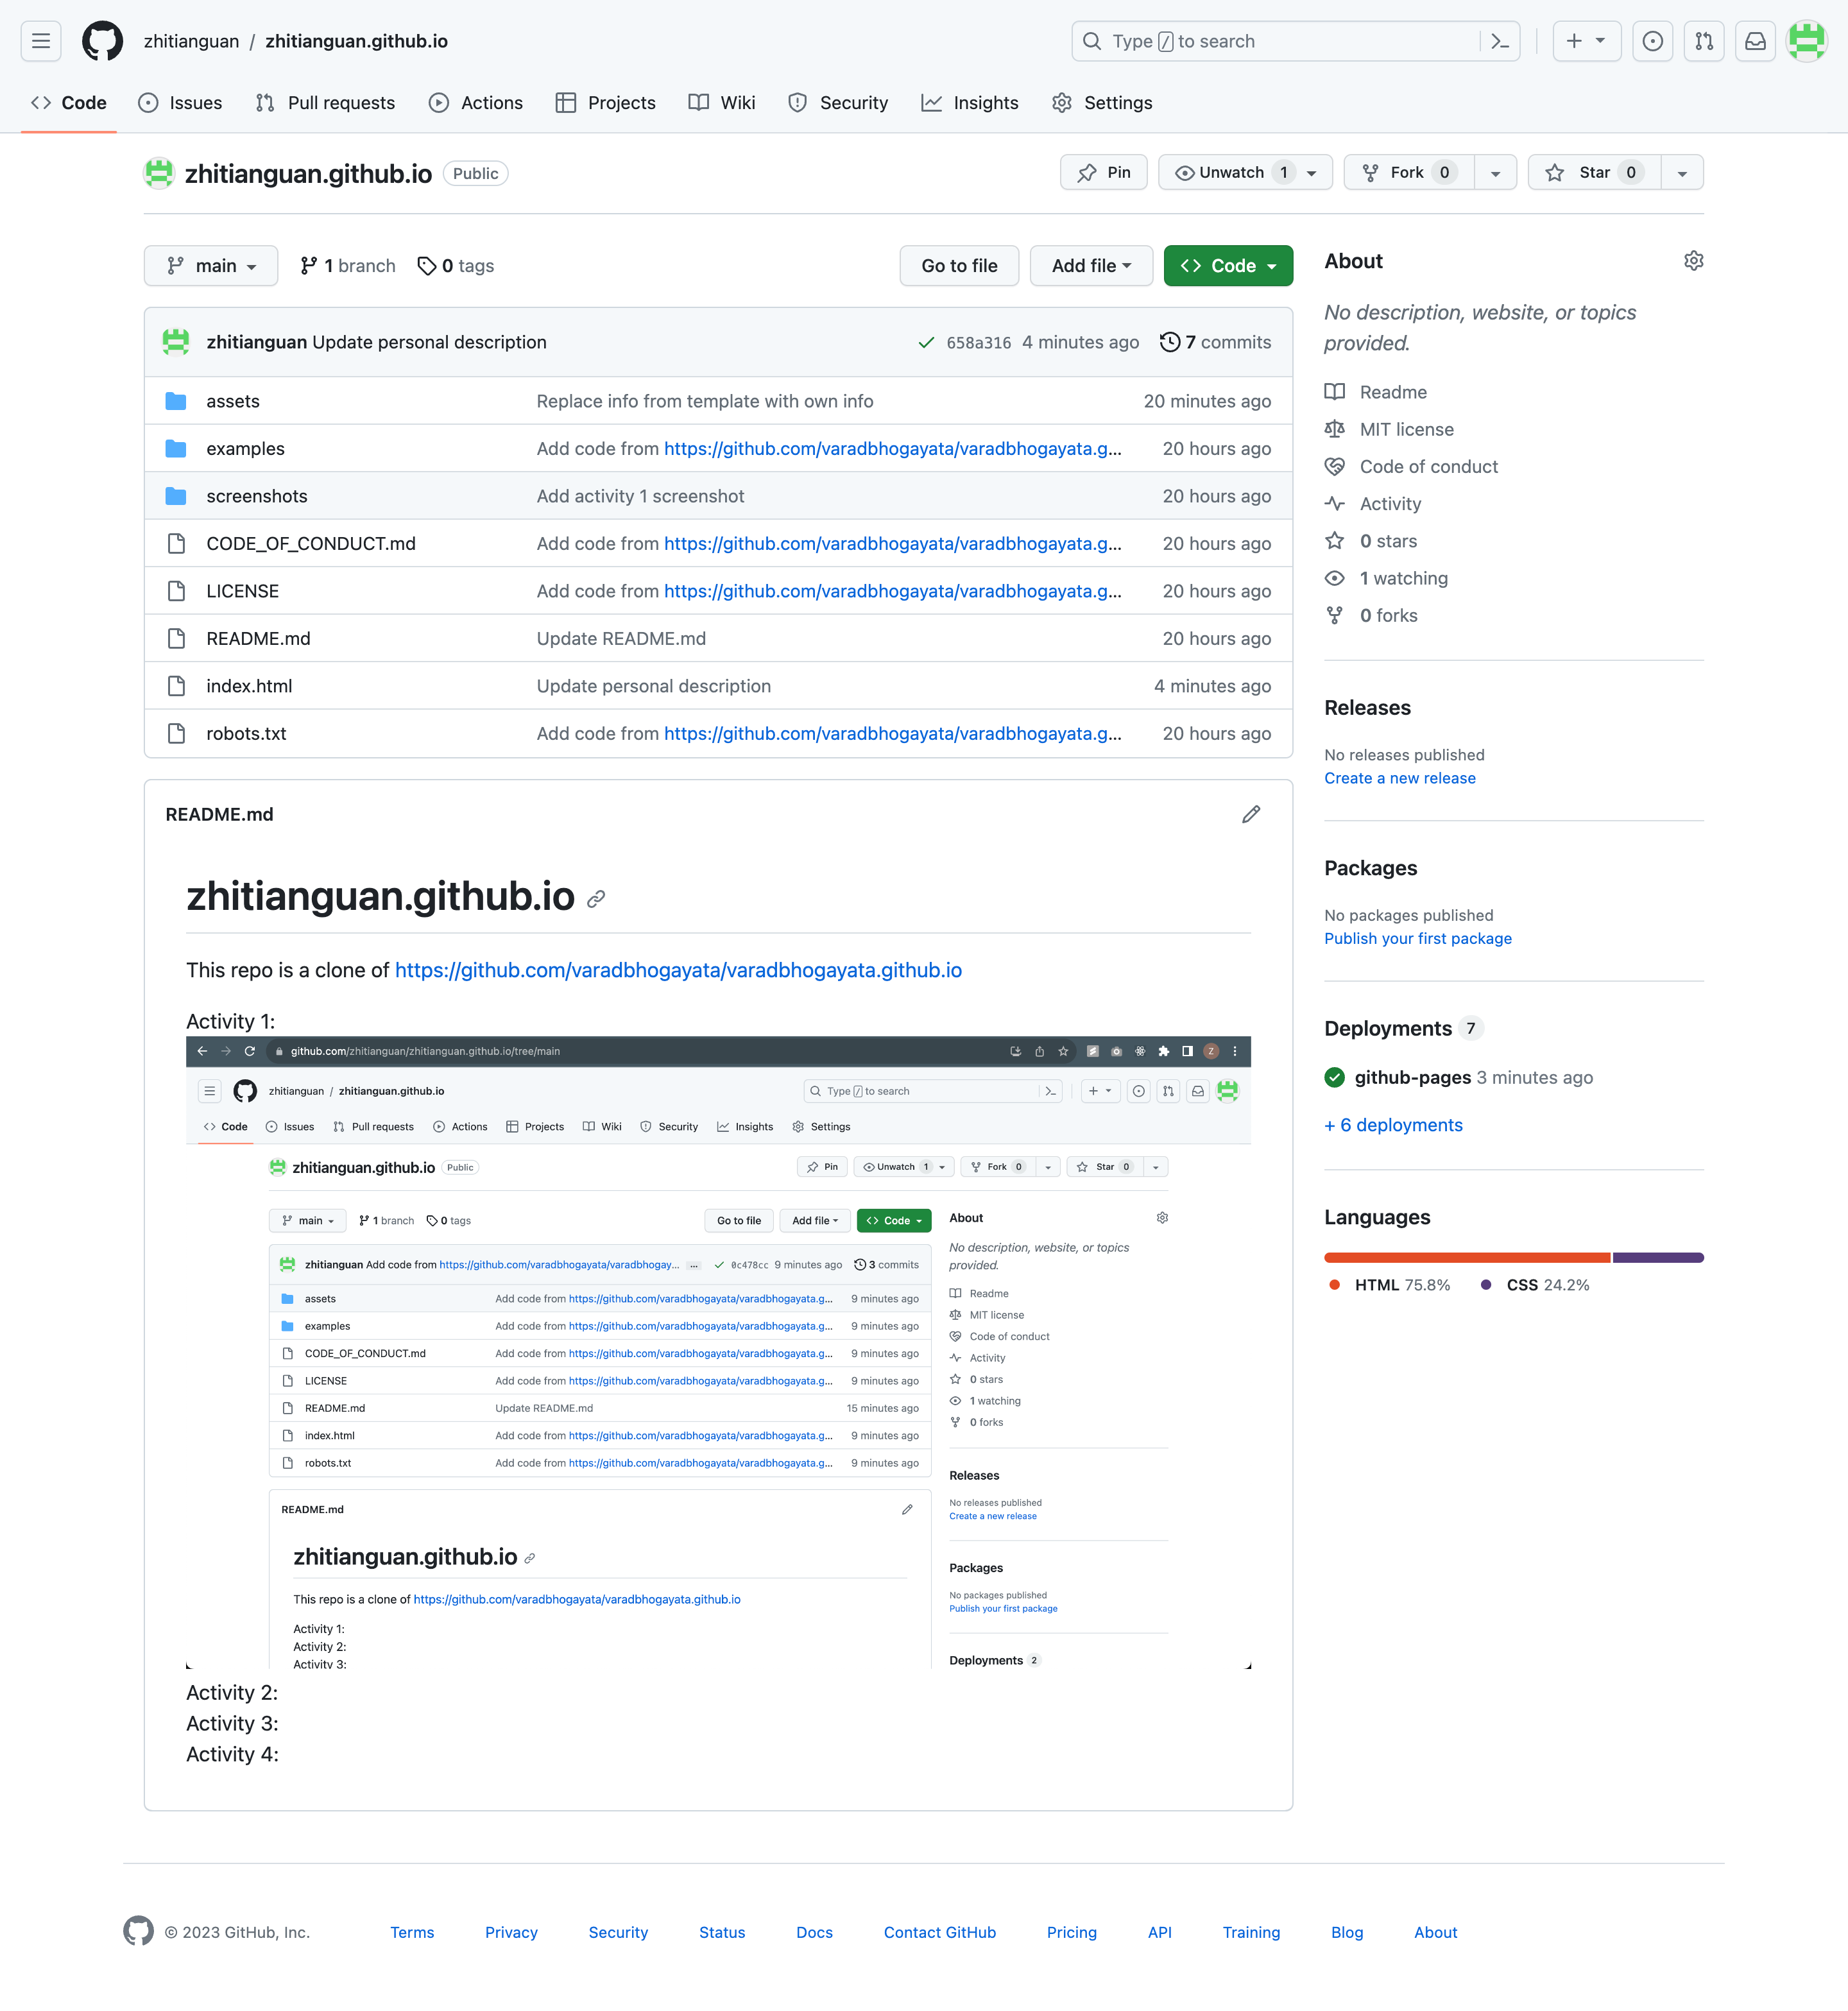 zhitianguan / zhitianguan.github.io
Type / to search
Code Issues Pull requests Actions Projects Wiki Security Insights Settings
zhitianguan.github.io Public
Pin Unwatch 1 Fork 0 Star 0
main 1 branch 0 tags Go to file Add file Code
zhitianguan Update personal description 658a316 4 minutes ago 7 commits
assets Replace info from template with own info 20 minutes ago
examples Add code from https://github.com/varadbhogayata/varadbhogayata.g... 20 hours ago
screenshots Add activity 1 screenshot 20 hours ago
CODE_OF_CONDUCT.md Add code from https://github.com/varadbhogayata/varadbhogayata.g... 20 hours ago
LICENSE Add code from https://github.com/varadbhogayata/varadbhogayata.g... 20 hours ago
README.md Update README.md 20 hours ago
index.html Update personal description 4 minutes ago
robots.txt Add code from https://github.com/varadbhogayata/varadbhogayata.g... 20 hours ago
About
No description, website, or topics
provided.
Readme
MIT license
Code of conduct
Activity
0 stars
1 watching
0 forks
Releases
No releases published
Create a new release
Packages
No packages published
Publish your first package
Deployments 7
github-pages 3 minutes ago
+ 6 deployments
Languages
HTML 75.8% CSS 24.2%
README.md
zhitianguan.github.io
This repo is a clone of https://github.com/varadbhogayata/varadbhogayata.github.io
Activity 1:
github.com/zhitianguan/zhitianguan.github.io/tree/main Z
zhitianguan / zhitianguan.github.io Type / to search
Code Issues Pull requests Actions Projects Wiki Security Insights Settings
zhitianguan.github.io Public Pin Unwatch 1 Fork 0 Star 0
main 1 branch 0 tags Go to file Add file Code
zhitianguan Add code from https://github.com/varadbhogayata/varadbhogay... ... 0c478cc 9 minutes ago 3 commits
assets Add code from https://github.com/varadbhogayata/varadbhogayata.g... 9 minutes ago
examples Add code from https://github.com/varadbhogayata/varadbhogayata.g... 9 minutes ago
CODE_OF_CONDUCT.md Add code from https://github.com/varadbhogayata/varadbhogayata.g... 9 minutes ago
LICENSE Add code from https://github.com/varadbhogayata/varadbhogayata.g... 9 minutes ago
README.md Update README.md 15 minutes ago
index.html Add code from https://github.com/varadbhogayata/varadbhogayata.g... 9 minutes ago
robots.txt Add code from https://github.com/varadbhogayata/varadbhogayata.g... 9 minutes ago
README.md
zhitianguan.github.io
This repo is a clone of https://github.com/varadbhogayata/varadbhogayata.github.io
Activity 1:
Activity 2:
Activity 3:
About
No description, website, or topics
provided.
Readme
MIT license
Code of conduct
Activity
0 stars
1 watching
0 forks
Releases
No releases published
Create a new release
Packages
No packages published
Publish your first package
Deployments 2
Activity 2:
Activity 3:
Activity 4:
© 2023 GitHub, Inc. Terms Privacy Security Status Docs Contact GitHub Pricing API Training Blog About